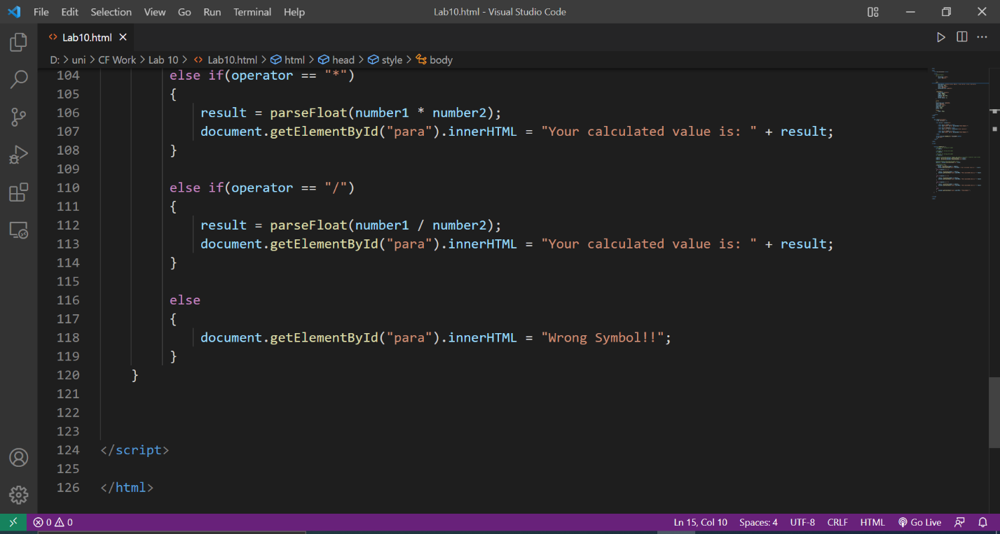 File Edit Selection View Go Run Terminal Help Lab10.html - Visual Studio Code
Lab10.html
D: > uni > CF Work > Lab 10 > Lab10.html > html > head > style > body
104 else if(operator == "*")
105 {
106 result = parseFloat(number1 * number2);
107 document.getElementById("para").innerHTML = "Your calculated value is: " + result;
108 }
109
110 else if(operator == "/")
111 {
112 result = parseFloat(number1 / number2);
113 document.getElementById("para").innerHTML = "Your calculated value is: " + result;
114 }
115
116 else
117 {
118 document.getElementById("para").innerHTML = "Wrong Symbol!!";
119 }
120 }
121
122
123
124 </script>
125
126 </html>
0 0 Ln 15, Col 10 Spaces: 4 UTF-8 CRLF HTML Go Live